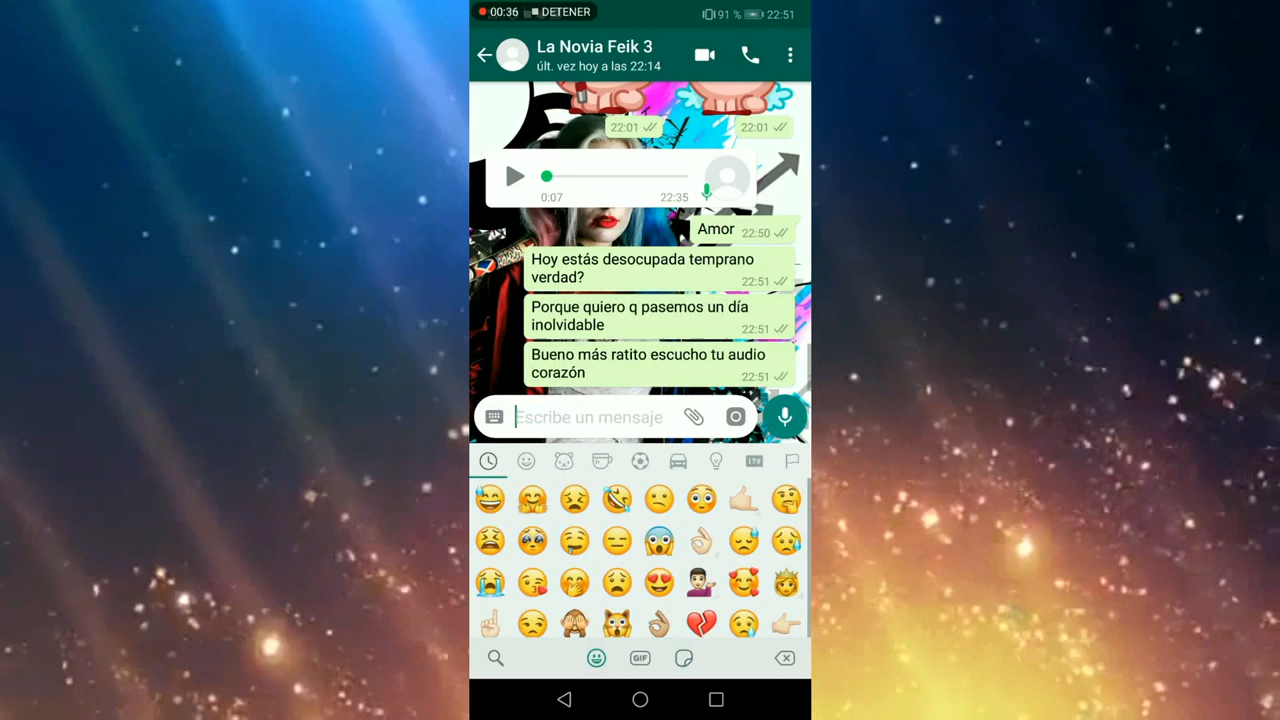 00:36 DETENER
91 % 22:51
La Novia Feik 3
últ. vez hoy a las 22:14
22:01
22:01
0:07 22:35
Amor 22:50
Hoy estás desocupada temprano
verdad? 22:51
Porque quiero q pasemos un día
inolvidable 22:51
Bueno más ratito escucho tu audio
corazón 22:51
Escribe un mensaje
!?#
GIF